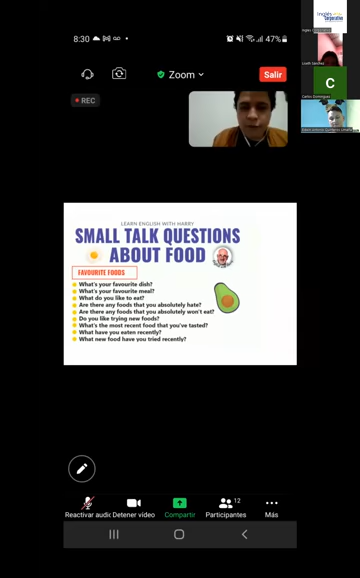 8:30
47%
Zoom
Salir
REC
LEARN ENGLISH WITH HARRY
SMALL TALK QUESTIONS
ABOUT FOOD
FAVOURITE FOODS
What's your favourite dish?
What's your favourite meal?
What do you like to eat?
Are there any foods that you absolutely hate?
Are there any foods that you absolutely won't eat?
Do you like trying new foods?
What's the most recent food that you've tasted?
What have you eaten recently?
What new food have you tried recently?
12
Reactivar audio
Detener video
Compartir
Participantes
Más
Inglés
Corporativo
C
Carlos Dominguez